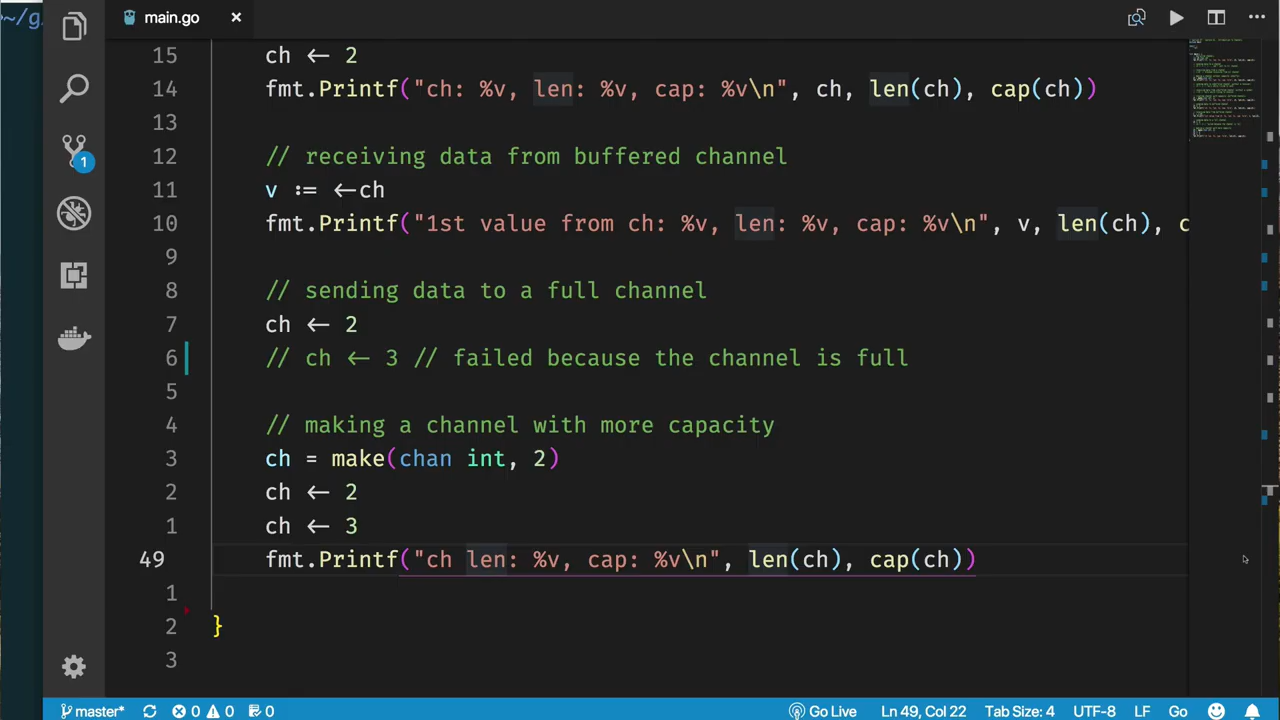 ~/g
main.go
15 ch <- 2
14 fmt.Printf("ch: %v, len: %v, cap: %v\n", ch, len(ch), cap(ch))
13
12 // receiving data from buffered channel
11 v := <-ch
10 fmt.Printf("1st value from ch: %v, len: %v, cap: %v\n", v, len(ch), c
9
8 // sending data to a full channel
7 ch <- 2
6 // ch <- 3 // failed because the channel is full
5
4 // making a channel with more capacity
3 ch = make(chan int, 2)
2 ch <- 2
1 ch <- 3
49 fmt.Printf("ch len: %v, cap: %v\n", len(ch), cap(ch))
1
2 }
3
1
master* 0 0 0 Go Live Ln 49, Col 22 Tab Size: 4 UTF-8 LF Go